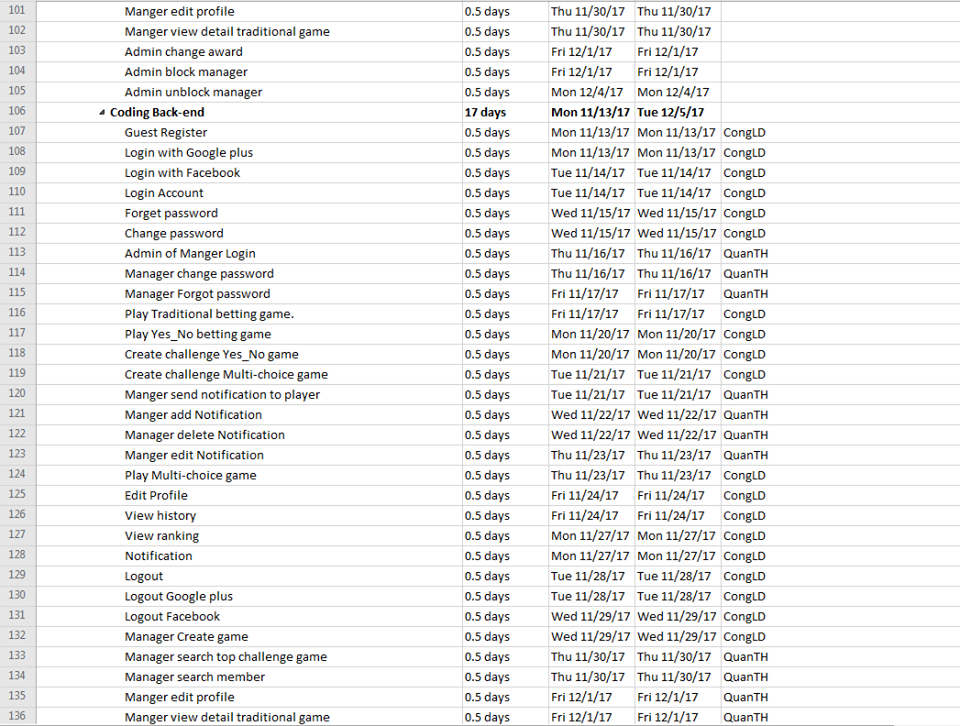 101 Manger edit profile 0.5 days Thu 11/30/17 Thu 11/30/17
102 Manger view detail traditional game 0.5 days Thu 11/30/17 Thu 11/30/17
103 Admin change award 0.5 days Fri 12/1/17 Fri 12/1/17
104 Admin block manager 0.5 days Fri 12/1/17 Fri 12/1/17
105 Admin unblock manager 0.5 days Mon 12/4/17 Mon 12/4/17
106 Coding Back-end 17 days Mon 11/13/17 Tue 12/5/17
107 Guest Register 0.5 days Mon 11/13/17 Mon 11/13/17 CongLD
108 Login with Google plus 0.5 days Mon 11/13/17 Mon 11/13/17 CongLD
109 Login with Facebook 0.5 days Tue 11/14/17 Tue 11/14/17 CongLD
110 Login Account 0.5 days Tue 11/14/17 Tue 11/14/17 CongLD
111 Forget password 0.5 days Wed 11/15/17 Wed 11/15/17 CongLD
112 Change password 0.5 days Wed 11/15/17 Wed 11/15/17 CongLD
113 Admin of Manger Login 0.5 days Thu 11/16/17 Thu 11/16/17 QuanTH
114 Manager change password 0.5 days Thu 11/16/17 Thu 11/16/17 QuanTH
115 Manager Forgot password 0.5 days Fri 11/17/17 Fri 11/17/17 QuanTH
116 Play Traditional betting game. 0.5 days Fri 11/17/17 Fri 11/17/17 CongLD
117 Play Yes_No betting game 0.5 days Mon 11/20/17 Mon 11/20/17 CongLD
118 Create challenge Yes_No game 0.5 days Mon 11/20/17 Mon 11/20/17 CongLD
119 Create challenge Multi-choice game 0.5 days Tue 11/21/17 Tue 11/21/17 CongLD
120 Manger send notification to player 0.5 days Tue 11/21/17 Tue 11/21/17 QuanTH
121 Manger add Notification 0.5 days Wed 11/22/17 Wed 11/22/17 QuanTH
122 Manager delete Notification 0.5 days Wed 11/22/17 Wed 11/22/17 QuanTH
123 Manger edit Notification 0.5 days Thu 11/23/17 Thu 11/23/17 QuanTH
124 Play Multi-choice game 0.5 days Thu 11/23/17 Thu 11/23/17 CongLD
125 Edit Profile 0.5 days Fri 11/24/17 Fri 11/24/17 CongLD
126 View history 0.5 days Fri 11/24/17 Fri 11/24/17 CongLD
127 View ranking 0.5 days Mon 11/27/17 Mon 11/27/17 CongLD
128 Notification 0.5 days Mon 11/27/17 Mon 11/27/17 CongLD
129 Logout 0.5 days Tue 11/28/17 Tue 11/28/17 CongLD
130 Logout Google plus 0.5 days Tue 11/28/17 Tue 11/28/17 CongLD
131 Logout Facebook 0.5 days Wed 11/29/17 Wed 11/29/17 CongLD
132 Manager Create game 0.5 days Wed 11/29/17 Wed 11/29/17 CongLD
133 Manager search top challenge game 0.5 days Thu 11/30/17 Thu 11/30/17 QuanTH
134 Manager search member 0.5 days Thu 11/30/17 Thu 11/30/17 QuanTH
135 Manger edit profile 0.5 days Fri 12/1/17 Fri 12/1/17 QuanTH
136 Manger view detail traditional game 0.5 days Fri 12/1/17 Fri 12/1/17 QuanTH